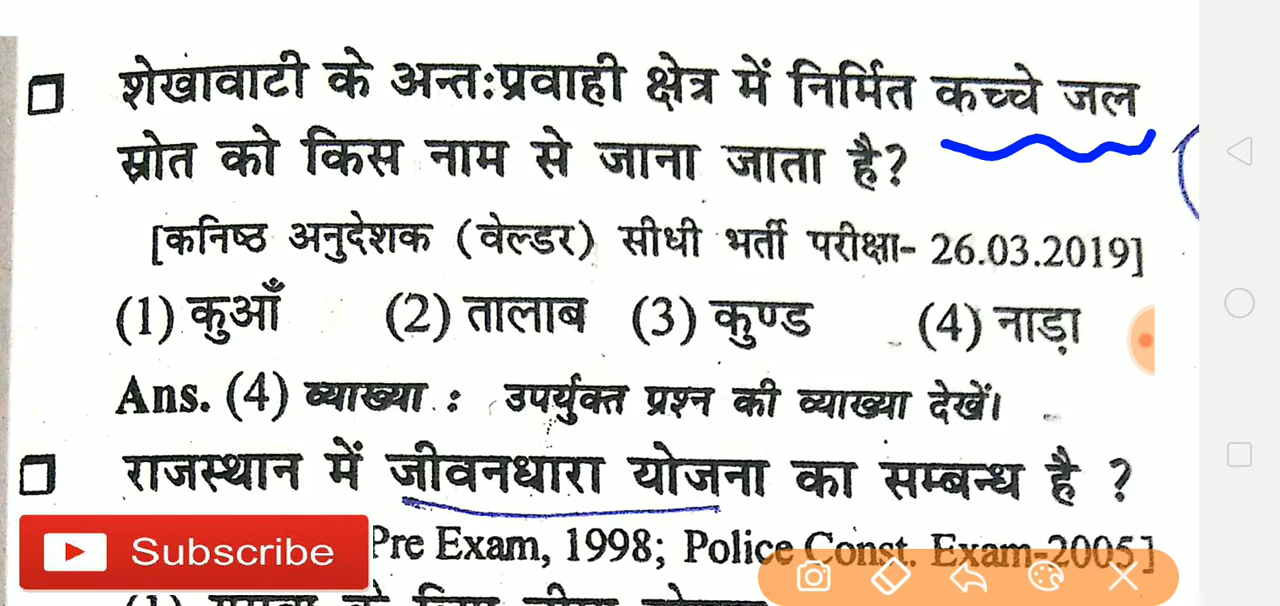 शेखावाटी के अन्तःप्रवाही क्षेत्र में निर्मित कच्चे जल
स्रोत को किस नाम से जाना जाता है?
[कनिष्ठ अनुदेशक (वेल्डर) सीधी भर्ती परीक्षा- 26.03.2019]
(1) कुआँ (2) तालाब (3) कुण्ड (4) नाड़ा
Ans. (4) व्याख्या : उपर्युक्त प्रश्न की व्याख्या देखें।
राजस्थान में जीवनधारा योजना का सम्बन्ध है ?
Subscribe
Pre Exam, 1998; Police Const. Exam-2005]
(1)